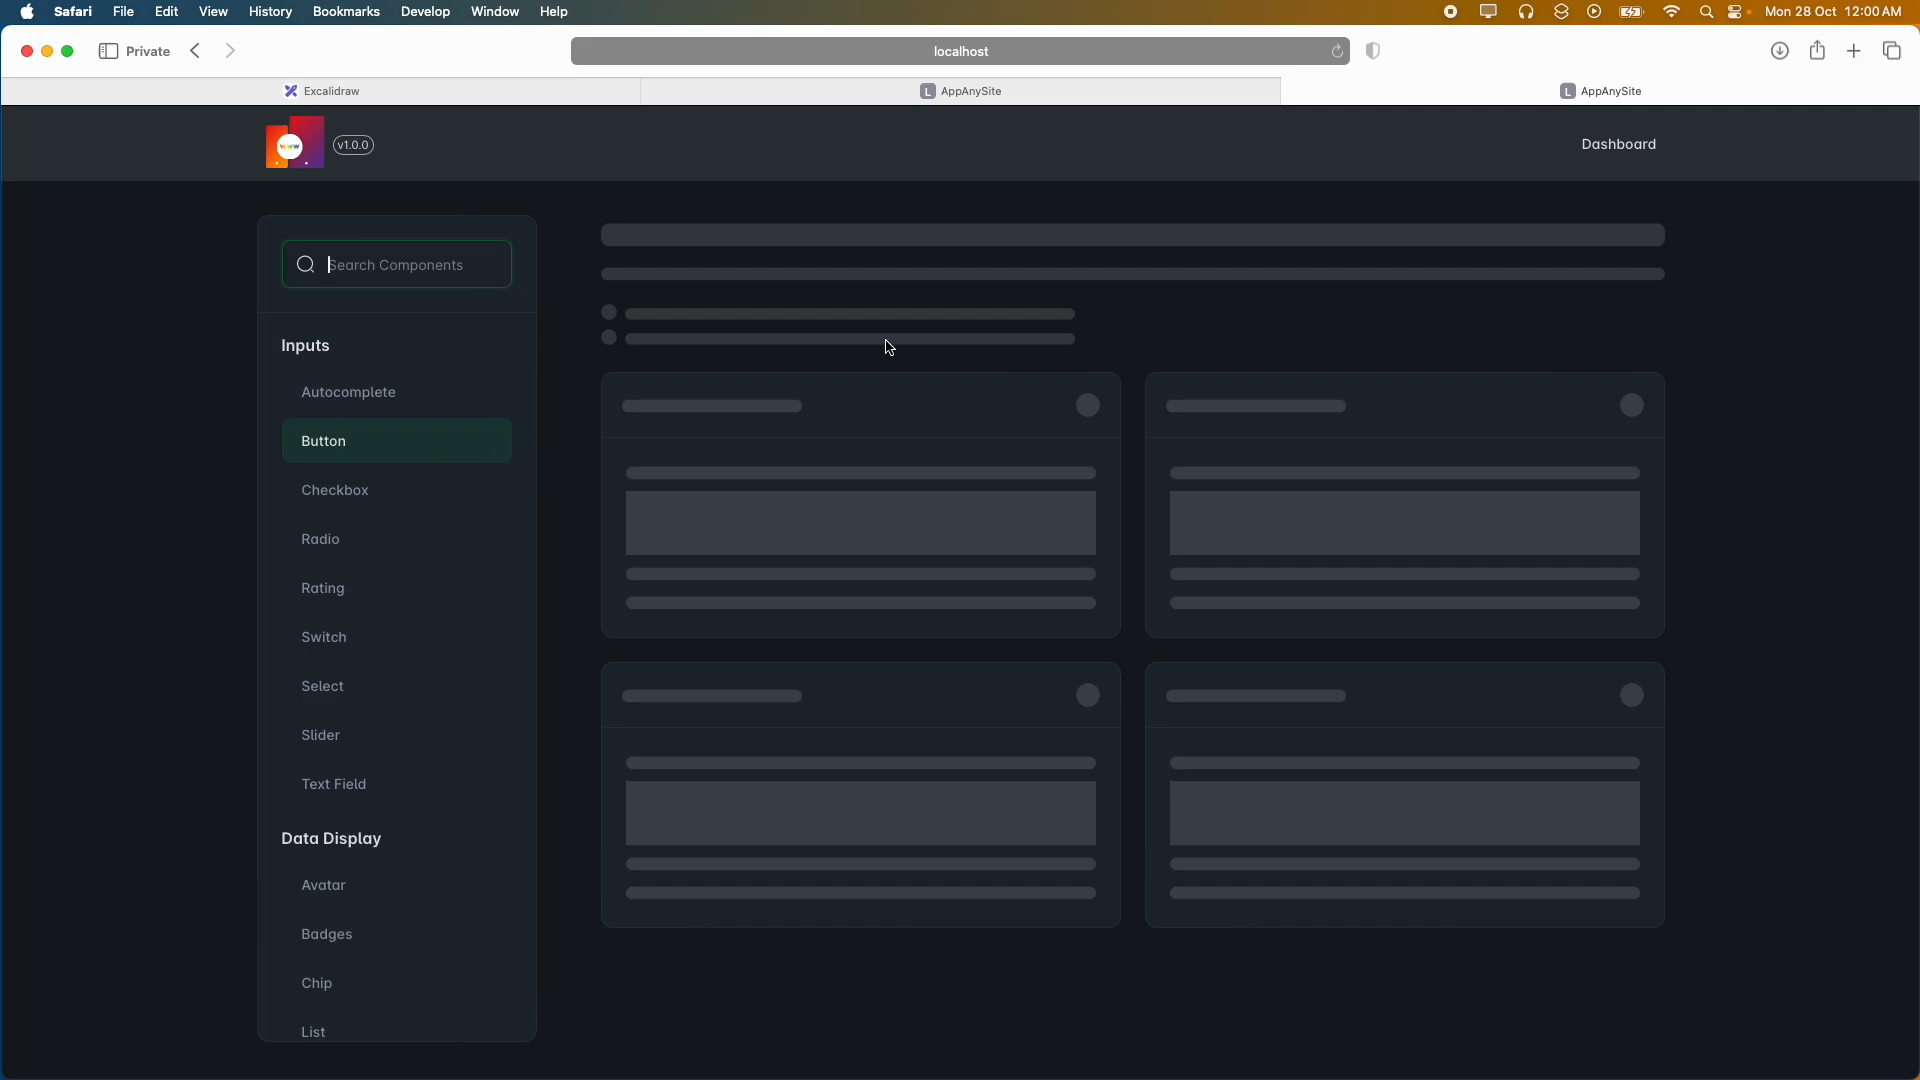 Safari File Edit View History Bookmarks Develop Window Help Mon 28 Oct 12:00 AM
Private localhost
Excalidraw L AppAnySite L AppAnySite
www v1.0.0 Dashboard
Search Components
Inputs
Autocomplete
Button
Checkbox
Radio
Rating
Switch
Select
Slider
Text Field
Data Display
Avatar
Badges
Chip
List